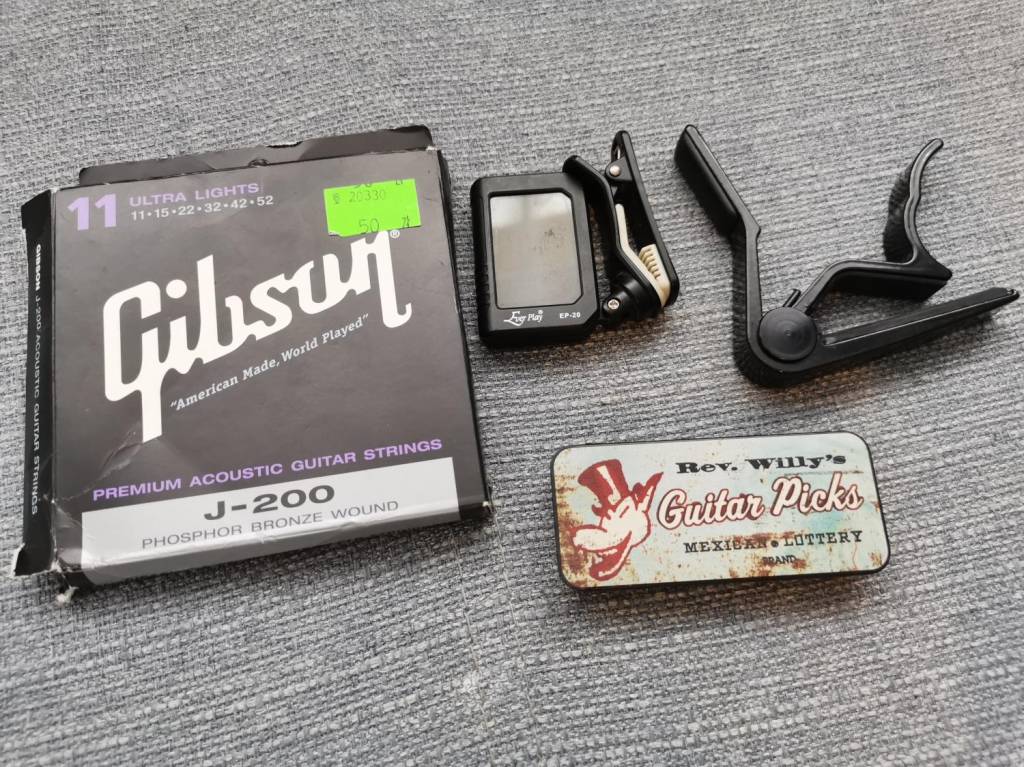 11 ULTRA LIGHTS
11•15•22•32•42•52
20330
50 zł
Gibson®
"American Made, World Played"
PREMIUM ACOUSTIC GUITAR STRINGS
J-200
PHOSPHOR BRONZE WOUND
GIBSON J-200 ACOUSTIC GUITAR STRINGS
Ever Play EP-20
Rev. Willy's
Guitar Picks
MEXICAN • LOTTERY
BRAND